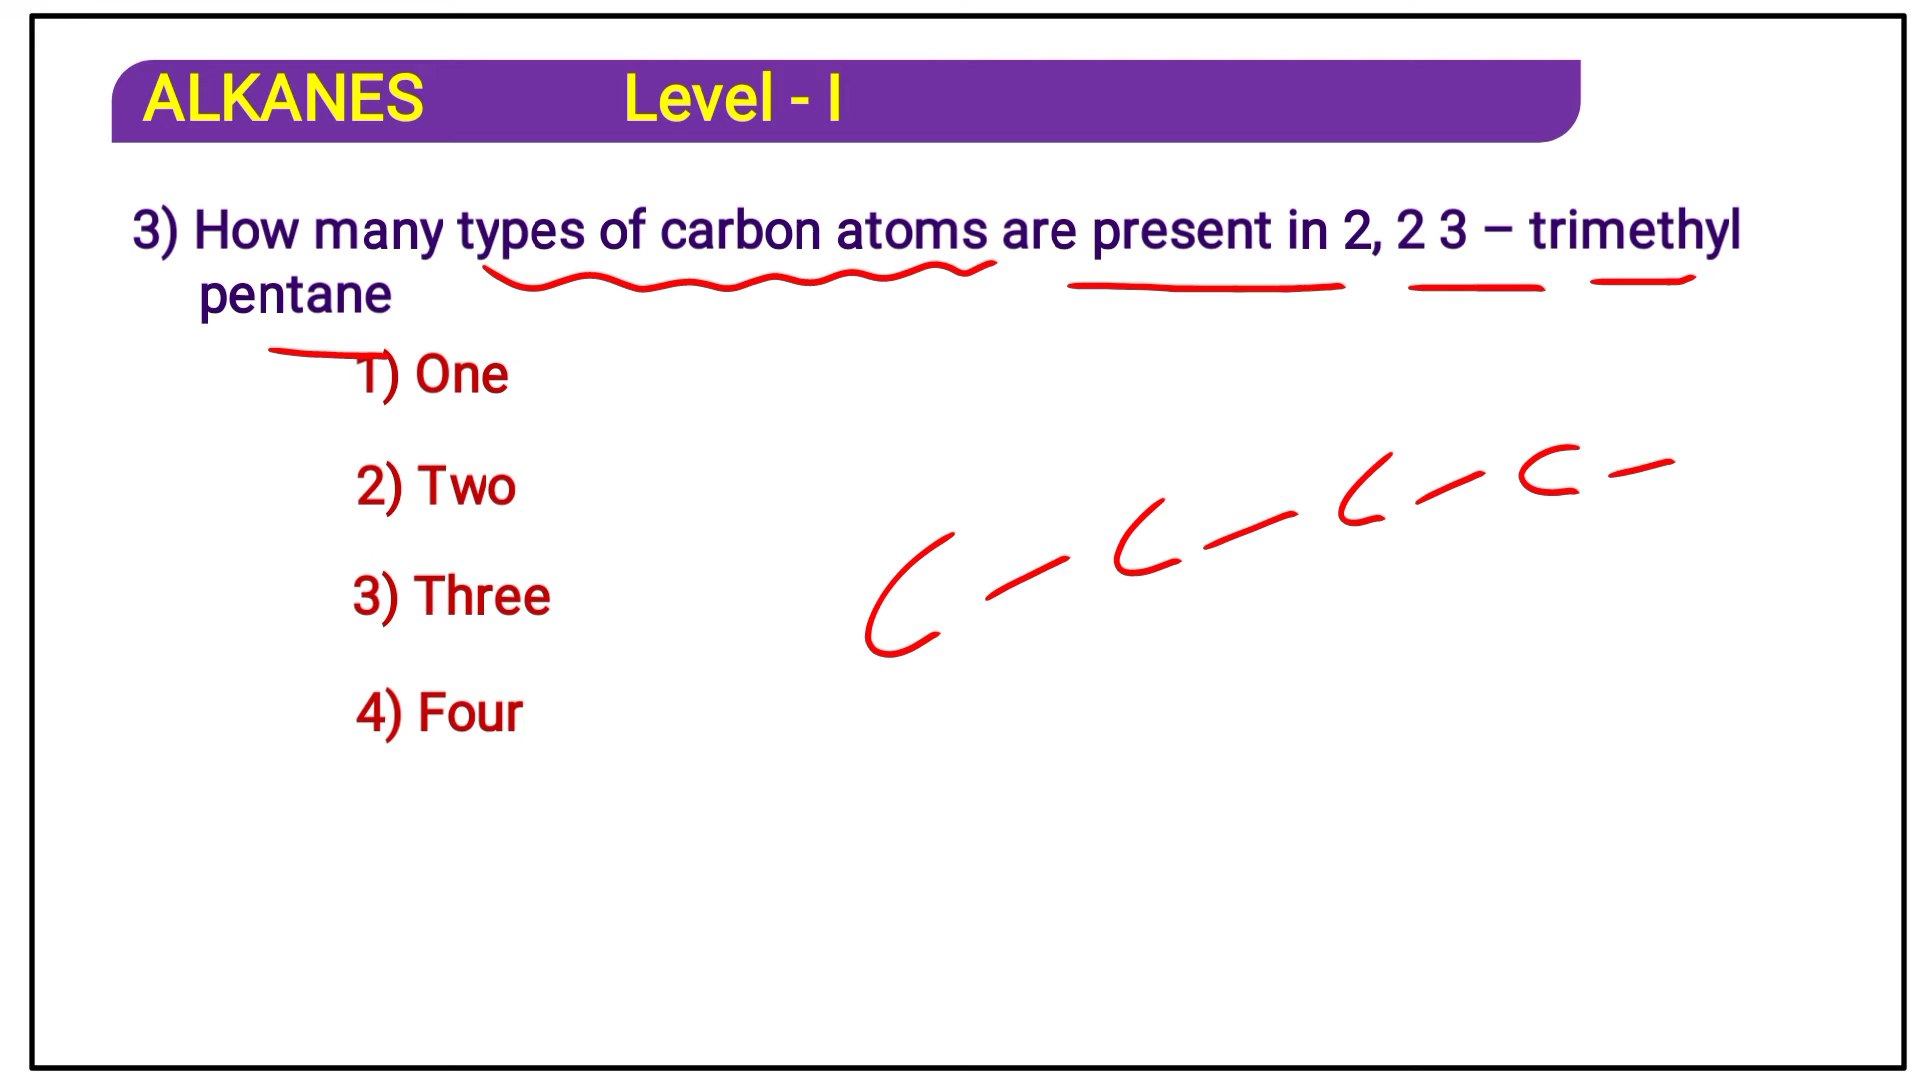 ALKANES Level - I
3) How many types of carbon atoms are present in 2, 2 3 – trimethyl
pentane
1) One
2) Two
3) Three
4) Four
C – C – C – C –